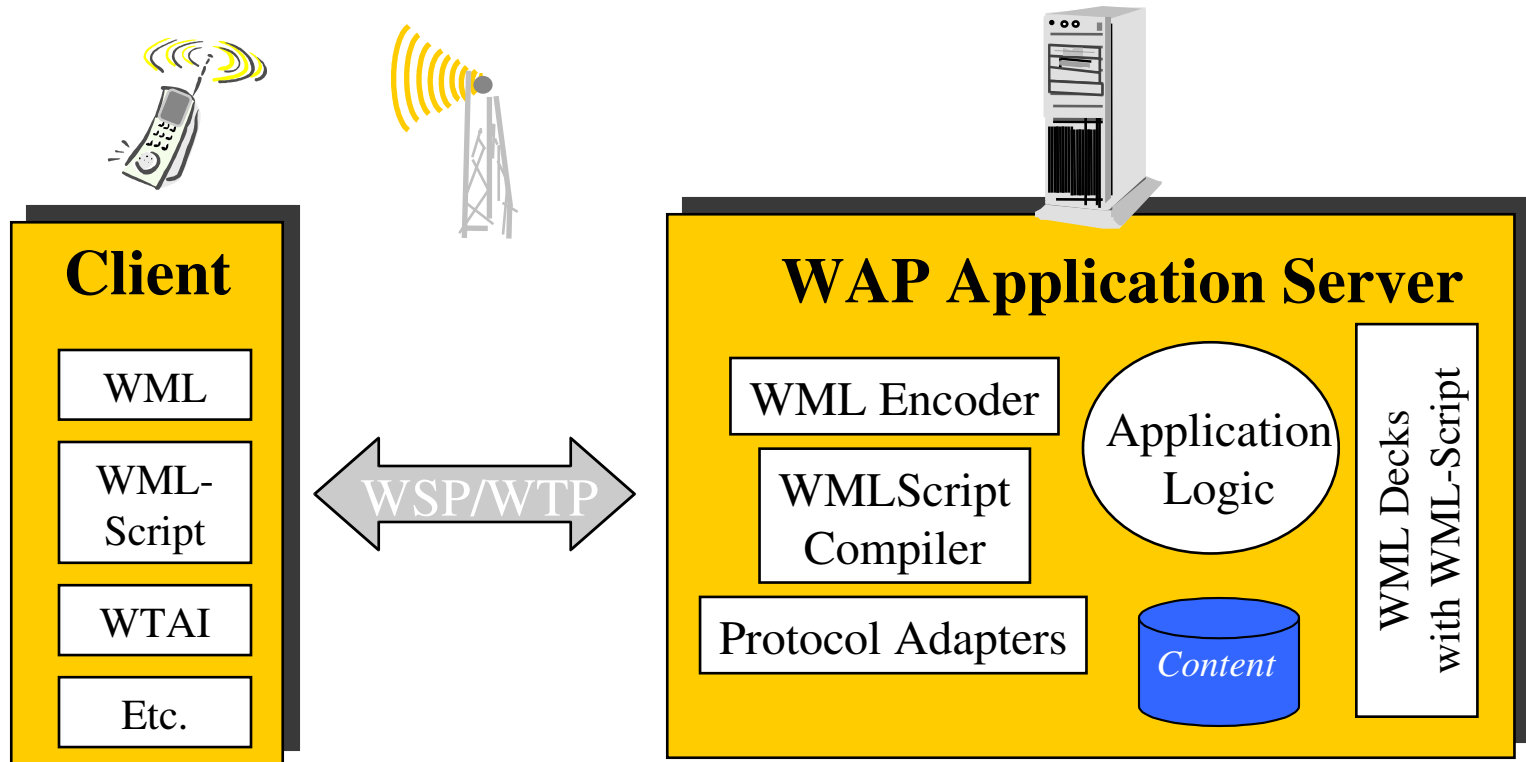 Client
WML
WML-
Script
WTAI
Etc.
WSP/WTP
WAP Application Server
WML Encoder
WMLScript
Compiler
Protocol Adapters
Application
Logic
Content
WML Decks
with WML-Script